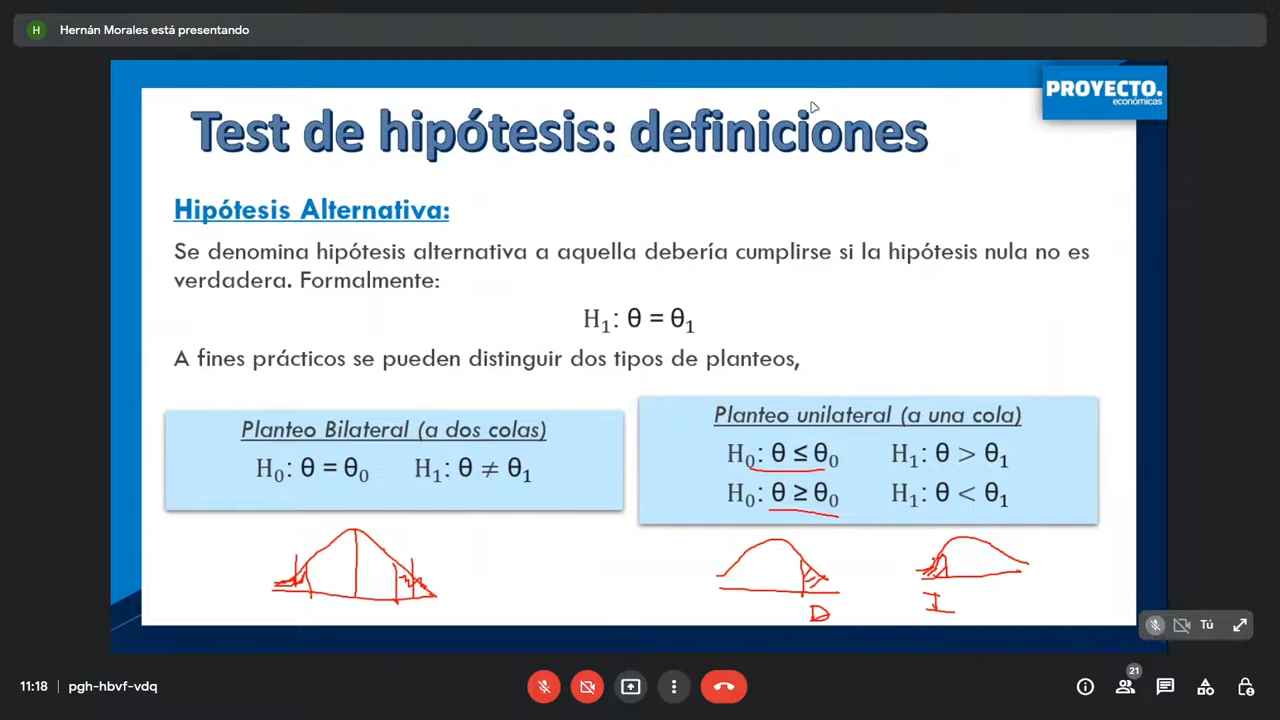 H
Hernán Morales está presentando
PROYECTO.
económicas
Test de hipótesis: definiciones
Hipótesis Alternativa:
Se denomina hipótesis alternativa a aquella debería cumplirse si la hipótesis nula no es
verdadera. Formalmente:
H₁: θ = θ₁
A fines prácticos se pueden distinguir dos tipos de planteos,
Planteo Bilateral (a dos colas)
H₀: θ = θ₀ H₁: θ ≠ θ₁
Planteo unilateral (a una cola)
H₀: θ ≤ θ₀ H₁: θ > θ₁
H₀: θ ≥ θ₀ H₁: θ < θ₁
D
I
Tú
11:18 | pgh-hbvf-vdq
21